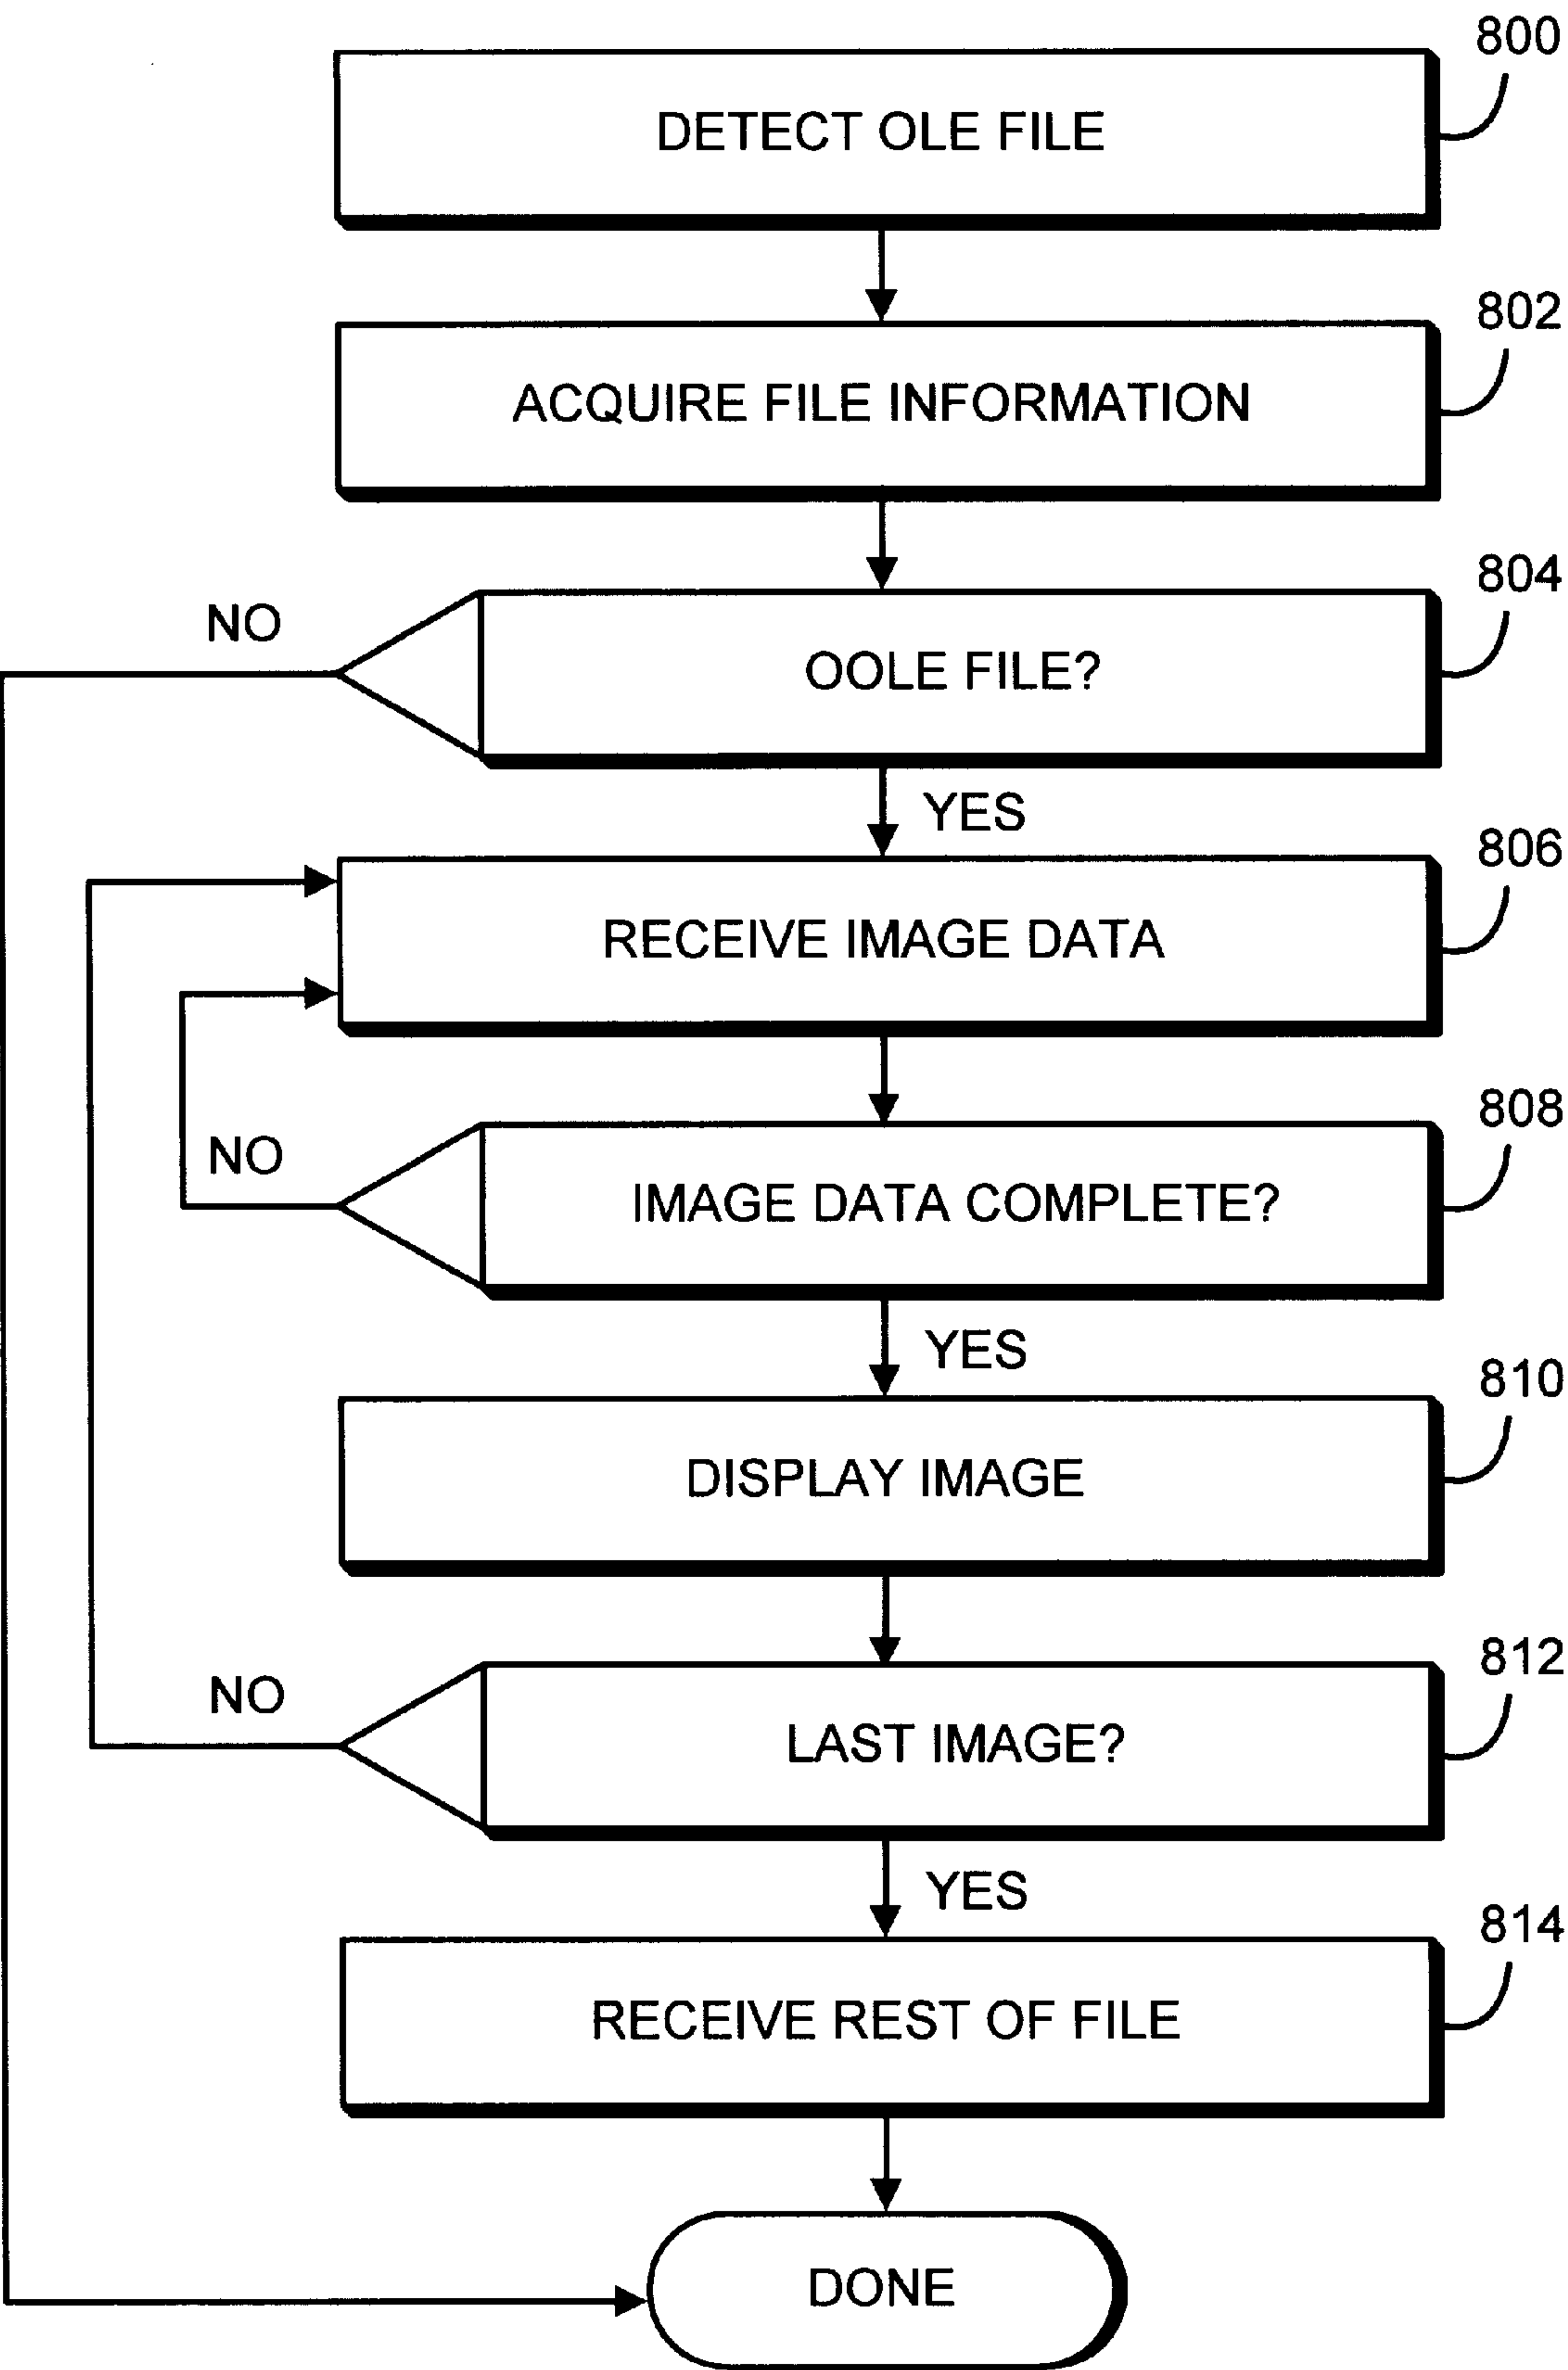 800
DETECT OLE FILE
802
ACQUIRE FILE INFORMATION
804
NO
OOLE FILE?
YES
806
RECEIVE IMAGE DATA
808
NO
IMAGE DATA COMPLETE?
YES
810
DISPLAY IMAGE
812
NO
LAST IMAGE?
YES
814
RECEIVE REST OF FILE
DONE